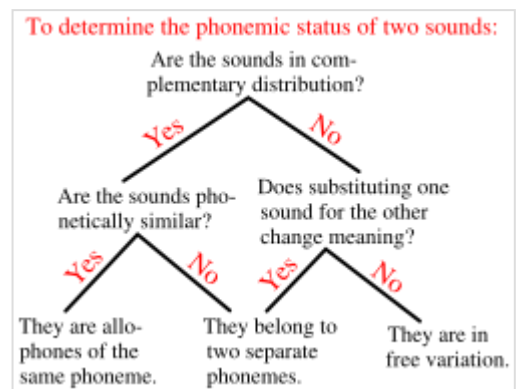 To determine the phonemic status of two sounds:
Are the sounds in com-
plementary distribution?
Yes
No
Are the sounds pho-
netically similar?
Does substituting one
sound for the other
change meaning?
Yes
No
Yes
No
They are allo-
phones of the
same phoneme.
They belong to
two separate
phonemes.
They are in
free variation.